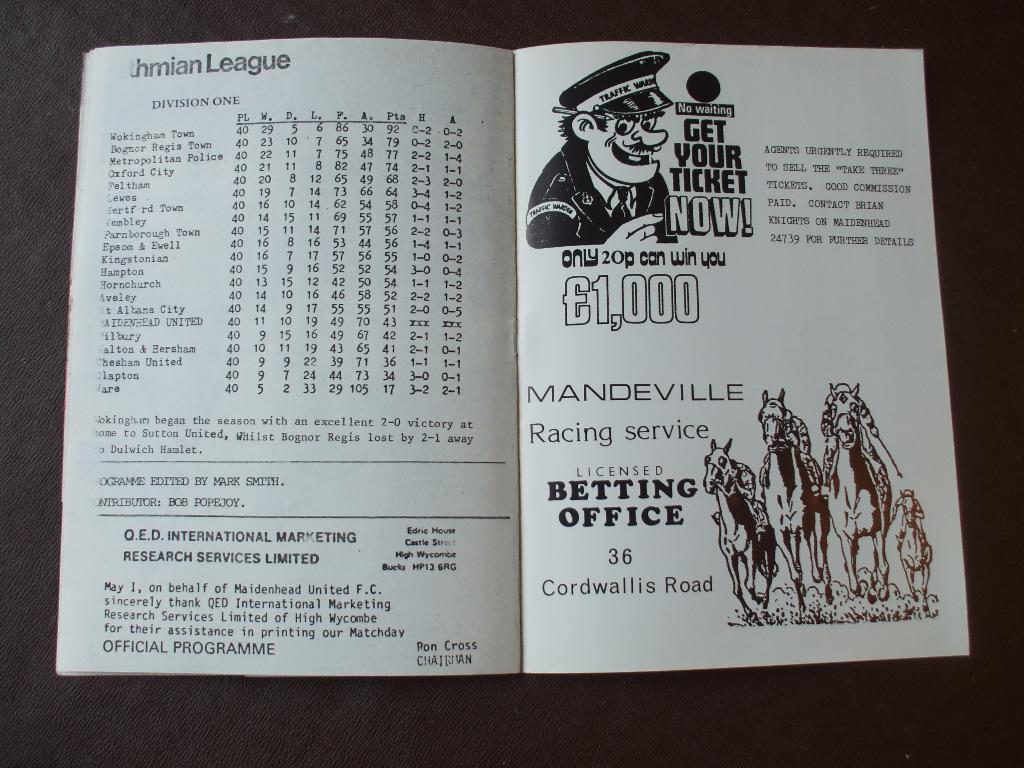 thmian League
DIVISION ONE
PL W. D. L. F. A. Pts H A
Wokingham Town 40 29 5 6 86 30 92 C-2 0-2
Bognor Regis Town 40 23 10 7 65 34 79 0-2 2-0
Metropolitan Police 40 22 11 7 75 48 77 2-2 1-4
Oxford City 40 21 11 8 82 47 74 2-1 1-1
Feltham 40 20 8 12 65 49 68 2-3 2-0
ewes 40 19 7 14 73 66 64 3-4 1-2
ertf rd Town 40 16 10 14 62 54 58 0-4 1-2
embley 40 14 15 11 69 55 57 1-1 1-1
Farnborough Town 40 15 11 14 71 57 56 2-2 0-3
Epsom & Ewell 40 16 8 16 53 44 56 1-4 1-1
Kingstonian 40 16 7 17 57 56 55 1-0 0-2
Hampton 40 15 9 16 52 52 54 3-0 0-4
Hornchurch 40 13 15 12 42 50 54 1-1 1-2
Aveley 40 14 10 16 46 58 52 2-2 1-2
t Albans City 40 14 9 17 55 55 51 2-0 0-5
AIDENHEAD UNITED 40 11 10 19 49 70 43 xxx xxx
ilbury 40 9 15 16 49 67 42 2-1 1-2
alton & Hersham 40 10 11 19 43 65 41 2-1 0-1
hesham United 40 9 9 22 39 71 36 1-1 1-1
lapton 40 9 7 24 44 73 34 3-0 0-1
are 40 5 2 33 29 105 17 3-2 2-1
Wokingham began the season with an excellent 2-0 victory at
ome to Sutton United, Whilst Bognor Regis lost by 2-1 away
o Dulwich Hamlet.
OGRAMME EDITED BY MARK SMITH.
ONTRIBUTOR: BOB POPEJOY.
Q.E.D. INTERNATIONAL MARKETING
RESEARCH SERVICES LIMITED
Edric House
Castle Street
High Wycombe
Bucks HP13 6RG
May I, on behalf of Maidenhead United F.C.
sincerely thank QED International Marketing
Research Services Limited of High Wycombe
for their assistance in printing our Matchday
OFFICIAL PROGRAMME
Ron Cross
CHAIRMAN
TRAFFIC WARDEN
TRAFFIC WARDEN
No waiting
GET
YOUR
TICKET
NOW!
only 20p can win you
£1,000
AGENTS URGENTLY REQUIRED
TO SELL THE "TAKE THREE"
TICKETS. GOOD COMMISSION
PAID. CONTACT BRIAN
KNIGHTS ON MAIDENHEAD
24739 FOR FURTHER DETAILS
MANDEVILLE
Racing service
LICENSED
BETTING
OFFICE
36
Cordwallis Road